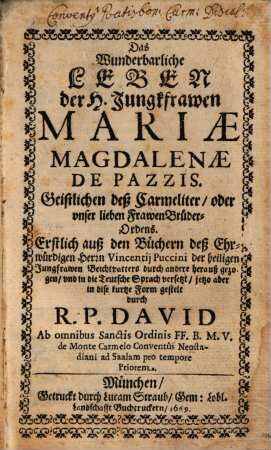 Das
Wunderbarliche
LEBEN
der H. Jungkfrawen
MARIÆ
MAGDALENÆ
DE PAZZIS.
Geistlichen deß Carmeliter/ oder
vnser lieben Frawen Brüder-
Ordens.
Erstlich auß den Büchern deß Ehr-
würdigen Herrn Vincentij Puccini der heiligen
Jungfrawen Beichtvatters durch andere herauß gezo-
gen/ vnd in die Teutsche Sprach versetzt/ jetzo aber
in dise kurtze Form gestelt
durch
R. P. DAVID
Ab omnibus Sanctis Ordinis FF. B. M. V.
de Monte Carmelo Conventûs Neosta-
diani ad Saalam pro tempore
Priorem.
München/
Getruckt durch Lucam Straub/ Gem: Löbl.
Landschafft Buchtruckern/ 1669.